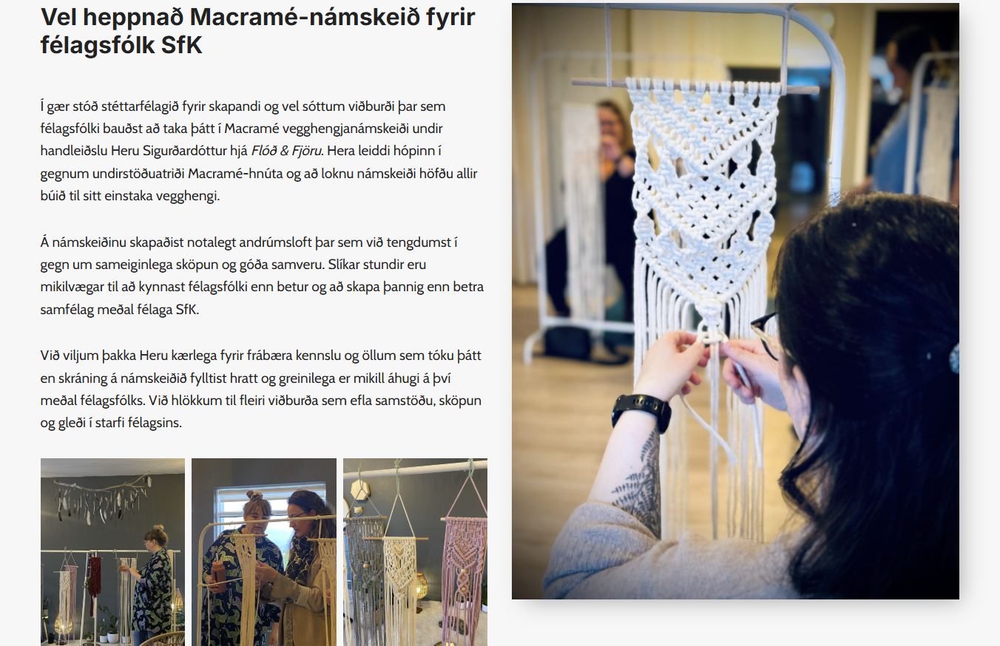 Vel heppnað Macramé-námskeið fyrir
félagsfólk SfK
Í gær stóð stéttarfélagið fyrir skapandi og vel sóttum viðburði þar sem
félagsfólki bauðst að taka þátt í Macramé vegghengjanámskeiði undir
handleiðslu Heru Sigurðardóttur hjá Flóð & Fjöru. Hera leiddi hópinn í
gegnum undirstöðuatriði Macramé-hnúta og að loknu námskeiði höfðu allir
búið til sitt einstaka vegghengi.
Á námskeiðinu skapaðist notalegt andrúmsloft þar sem við tengdumst í
gegn um sameiginlega sköpun og góða samveru. Slíkar stundir eru
mikilvægar til að kynnast félagsfólki enn betur og að skapa þannig enn betra
samfélag meðal félaga SfK.
Við viljum þakka Heru kærlega fyrir frábæra kennslu og öllum sem tóku þátt
en skráning á námskeiðið fylltist hratt og greinilega er mikill áhugi á því
meðal félagsfólks. Við hlökkum til fleiri viðburða sem efla samstöðu, sköpun
og gleði í starfi félagsins.